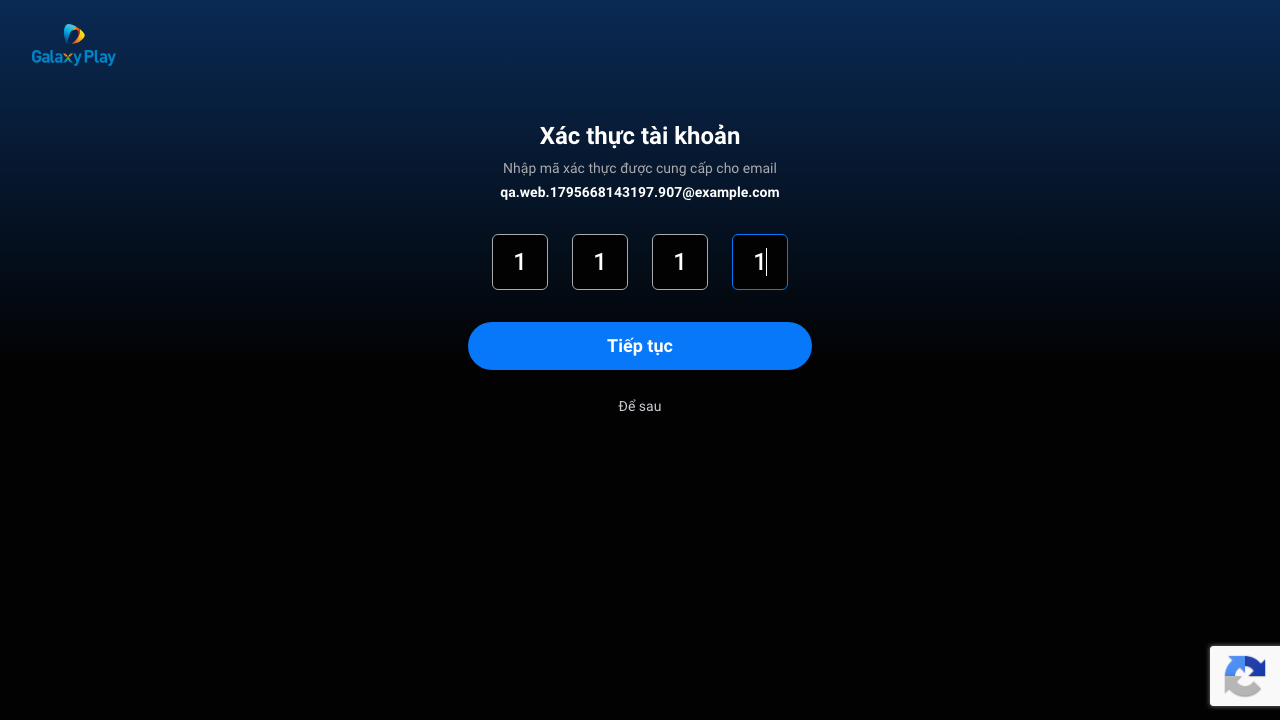 Galaxy Play
Xác thực tài khoản
Nhập mã xác thực được cung cấp cho email
qa.web.1795668143197.907@example.com
1 1 1 1
Tiếp tục
Để sau